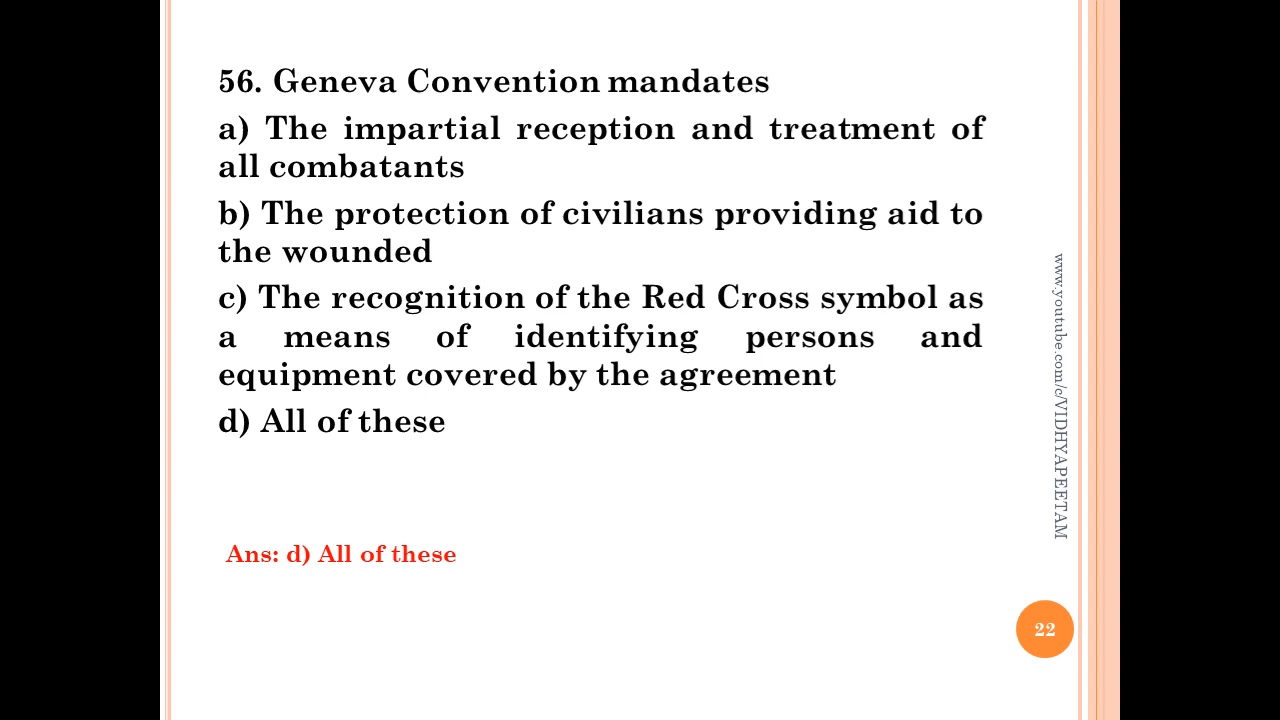 56. Geneva Convention mandates
a) The impartial reception and treatment of
all combatants
b) The protection of civilians providing aid to
the wounded
c) The recognition of the Red Cross symbol as
a means of identifying persons and
equipment covered by the agreement
d) All of these
Ans: d) All of these
www.youtube.com/c/VIDHYAPEETAM
22